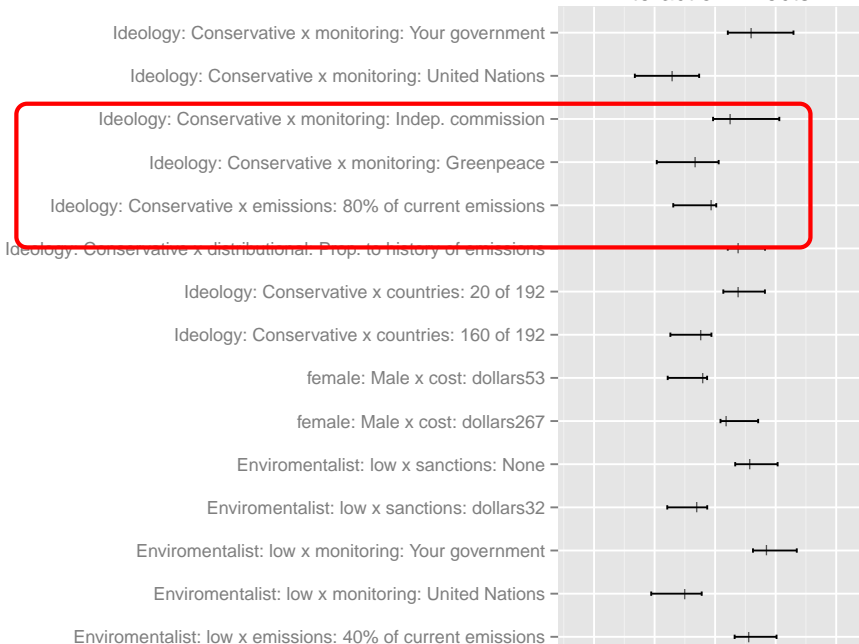 Ideology: Conservative x monitoring: Your government
Ideology: Conservative x monitoring: United Nations
Ideology: Conservative x monitoring: Indep. commission
Ideology: Conservative x monitoring: Greenpeace
Ideology: Conservative x emissions: 80% of current emissions
Ideology: Conservative x distributional: Prop. to history of emissions
Ideology: Conservative x countries: 20 of 192
Ideology: Conservative x countries: 160 of 192
female: Male x cost: dollars53
female: Male x cost: dollars267
Enviromentalist: low x sanctions: None
Enviromentalist: low x sanctions: dollars32
Enviromentalist: low x monitoring: Your government
Enviromentalist: low x monitoring: United Nations
Enviromentalist: low x emissions: 40% of current emissions